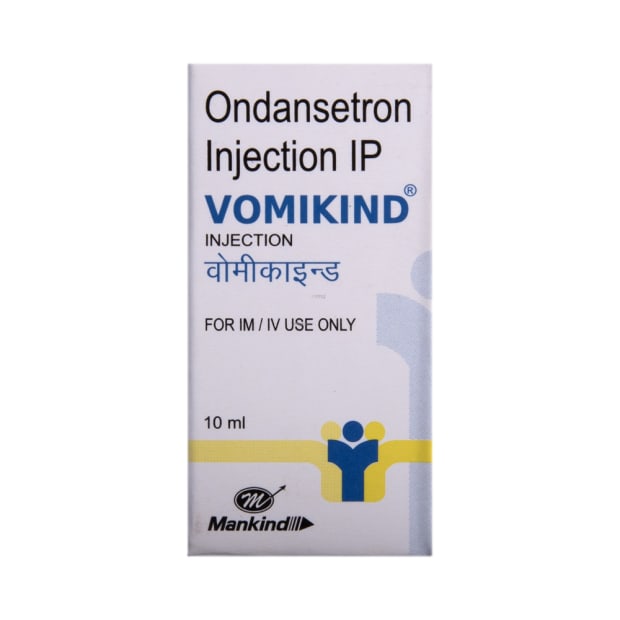 Ondansetron
Injection IP
VOMIKIND®
INJECTION
वोमीकाइन्ड
FOR IM / IV USE ONLY
10 ml
m
Mankind